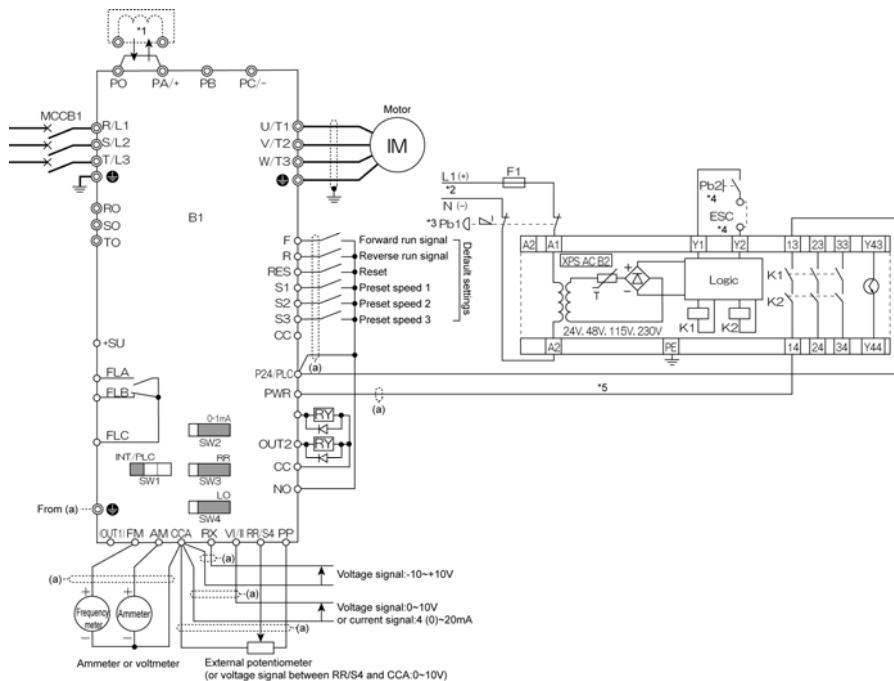 *1
PO PA/+ PB PC/-
MCCB1
R/L1
S/L2
T/L3
RO
SO
TO
B1
U/T1
V/T2
W/T3
Motor
IM
F Forward run signal
R Reverse run signal
RES Reset
S1 Preset speed 1
S2 Preset speed 2
S3 Preset speed 3
Default settings
CC
+SU
(a)
P24/PLC
PWR
(a)
*5
FLA
FLB
FLC
0-1mA
SW2
INT/PLC
SW1
RR
SW3
LO
SW4
RY
OUT2
RY
CC
NO
From (a)
(OUT1) FM AM CCA RX VI/II RR/S4 PP
(a)
Voltage signal:-10~+10V
(a)
(a)
Voltage signal:0~10V
or current signal:4 (0)~20mA
(a)
+ +
Frequency
meter
Ammeter
− −
Ammeter or voltmeter
External potentiometer
(or voltage signal between RR/S4 and CCA:0~10V)
L1 (+)
F1
*2
N (−)
*3 Pb1
Pb2
*4
ESC
*4
A2 A1 Y1 Y2 13 23 33 Y43
XPS AC B2
+
−
T
Logic
K1
K2
K1 K2
24V. 48V. 115V. 230V
A2 PE 14 24 34 Y44